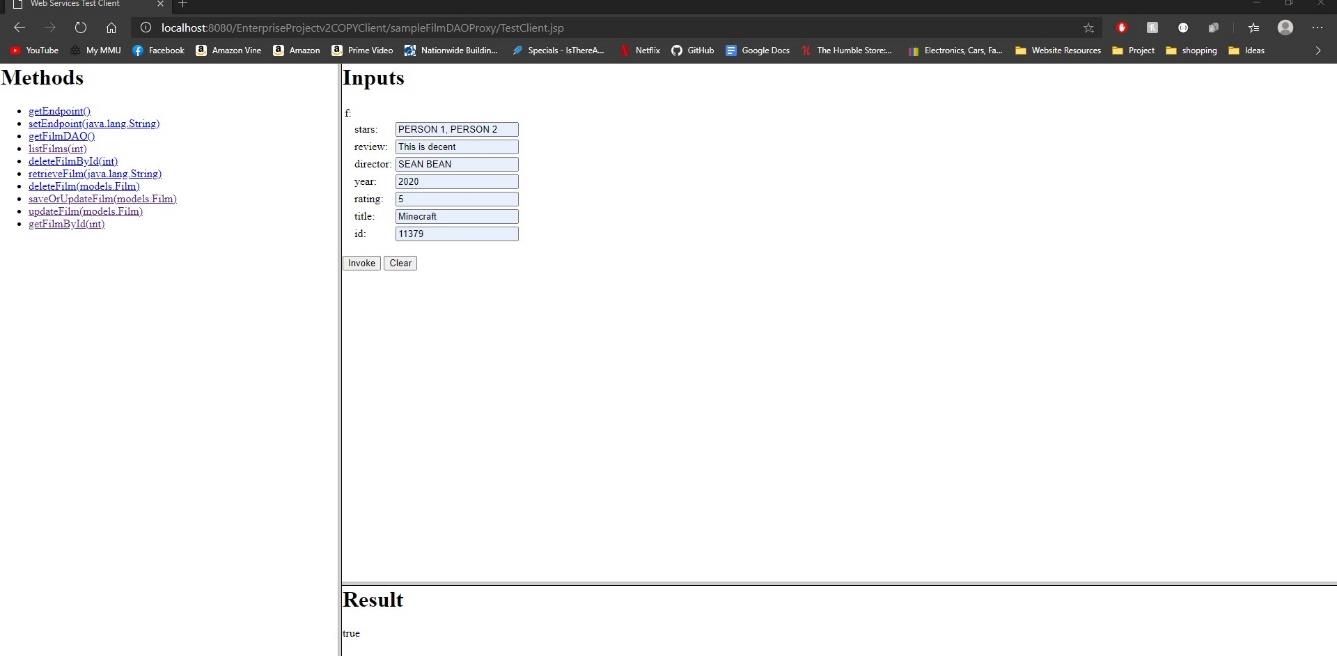 Web Services Test Client
localhost:8080/EnterpriseProjectv2COPYClient/sampleFilmDAOProxy/TestClient.jsp
YouTube My MMU Facebook Amazon Vine Amazon Prime Video Nationwide Buildin... Specials - IsThereA... Netflix GitHub Google Docs The Humble Store:... Electronics, Cars, Fa... Website Resources Project shopping Ideas
Methods
getEndpoint()
setEndpoint(java.lang.String)
getFilmDAO()
listFilms(int)
deleteFilmById(int)
retrieveFilm(java.lang.String)
deleteFilm(models.Film)
saveOrUpdateFilm(models.Film)
updateFilm(models.Film)
getFilmById(int)
Inputs
f:
stars: PERSON 1, PERSON 2
review: This is decent
director: SEAN BEAN
year: 2020
rating: 5
title: Minecraft
id: 11379
Invoke Clear
Result
true